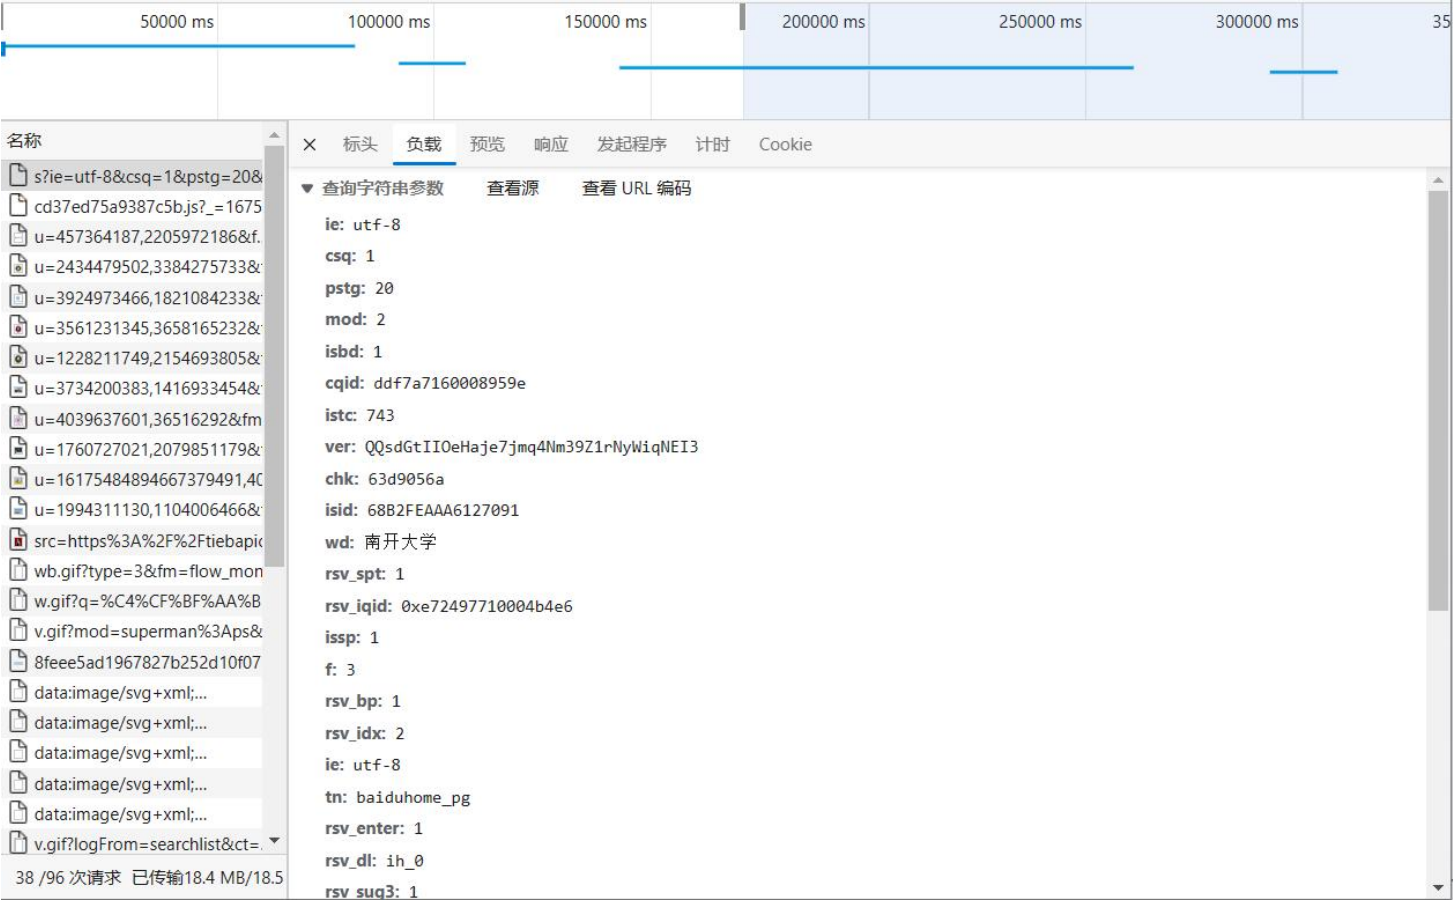 50000 ms 100000 ms 150000 ms 200000 ms 250000 ms 300000 ms 35
名称
标头 负载 预览 响应 发起程序 计时 Cookie
s?ie=utf-8&csq=1&pstg=20&
cd37ed75a9387c5b.js?_=1675
u=457364187,2205972186&f.
u=2434479502,3384275733&
u=3924973466,1821084233&
u=3561231345,3658165232&
u=1228211749,2154693805&
u=3734200383,1416933454&
u=4039637601,36516292&fm
u=1760727021,2079851179&
u=16175484894667379491,40
u=1994311130,1104006466&
src=https%3A%2F%2Ftiebapic
wb.gif?type=3&fm=flow_mon
w.gif?q=%C4%CF%BF%AA%B
v.gif?mod=superman%3Aps&
8feee5ad1967827b252d10f07
data:image/svg+xml;...
data:image/svg+xml;...
data:image/svg+xml;...
data:image/svg+xml;...
data:image/svg+xml;...
v.gif?logFrom=searchlist&ct=.
38 /96 次请求 已传输18.4 MB/18.5
查询字符串参数 查看源 查看 URL 编码
ie: utf-8
csq: 1
pstg: 20
mod: 2
isbd: 1
cqid: ddf7a7160008959e
istc: 743
ver: QQsdGtIIOeHaje7jmq4Nm39Z1rNyWiqNEI3
chk: 63d9056a
isid: 68B2FEAAA6127091
wd: 南开大学
rsv_spt: 1
rsv_iqid: 0xe72497710004b4e6
issp: 1
f: 3
rsv_bp: 1
rsv_idx: 2
ie: utf-8
tn: baiduhome_pg
rsv_enter: 1
rsv_dl: ih_0
rsv_sug3: 1